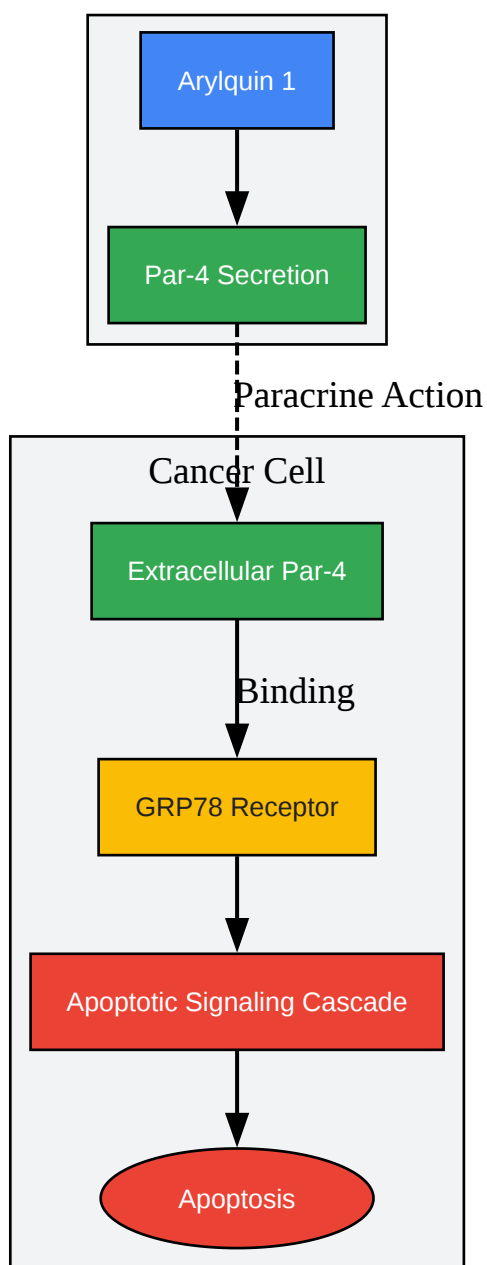 Arylquin 1
Par-4 Secretion
Paracrine Action
Cancer Cell
Extracellular Par-4
Binding
GRP78 Receptor
Apoptotic Signaling Cascade
Apoptosis